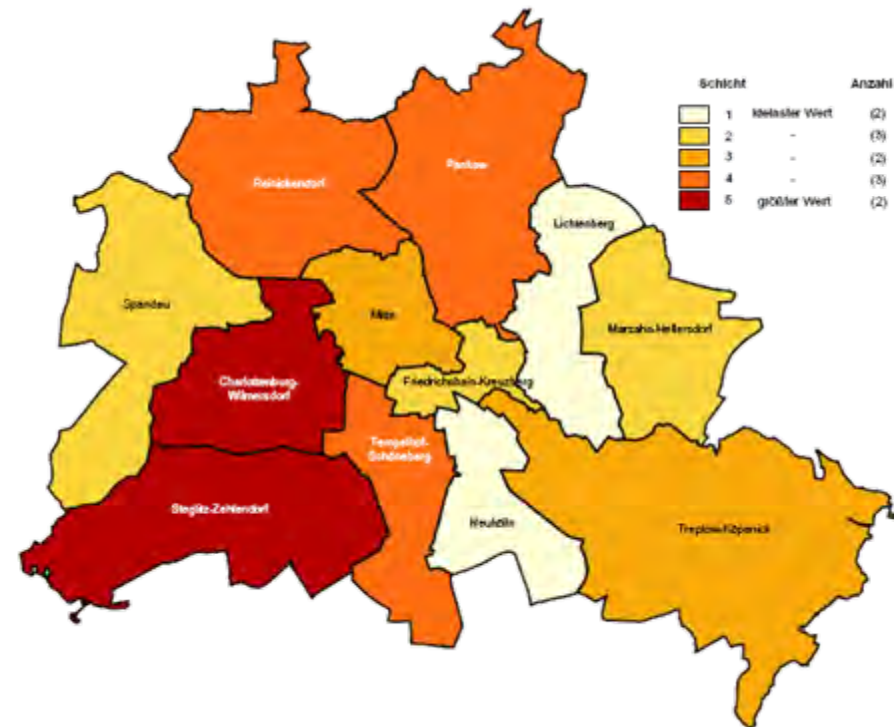 Schicht Anzahl
1 kleinster Wert (2)
2 - (3)
3 - (2)
4 - (3)
5 größter Wert (2)
Reinickendorf
Pankow
Lichtenberg
Spandau
Mitte
Marzahn-Hellersdorf
Charlottenburg-
Wilmersdorf
Friedrichshain-Kreuzberg
Tempelhof-
Schöneberg
Steglitz-Zehlendorf
Neukölln
Treptow-Köpenick